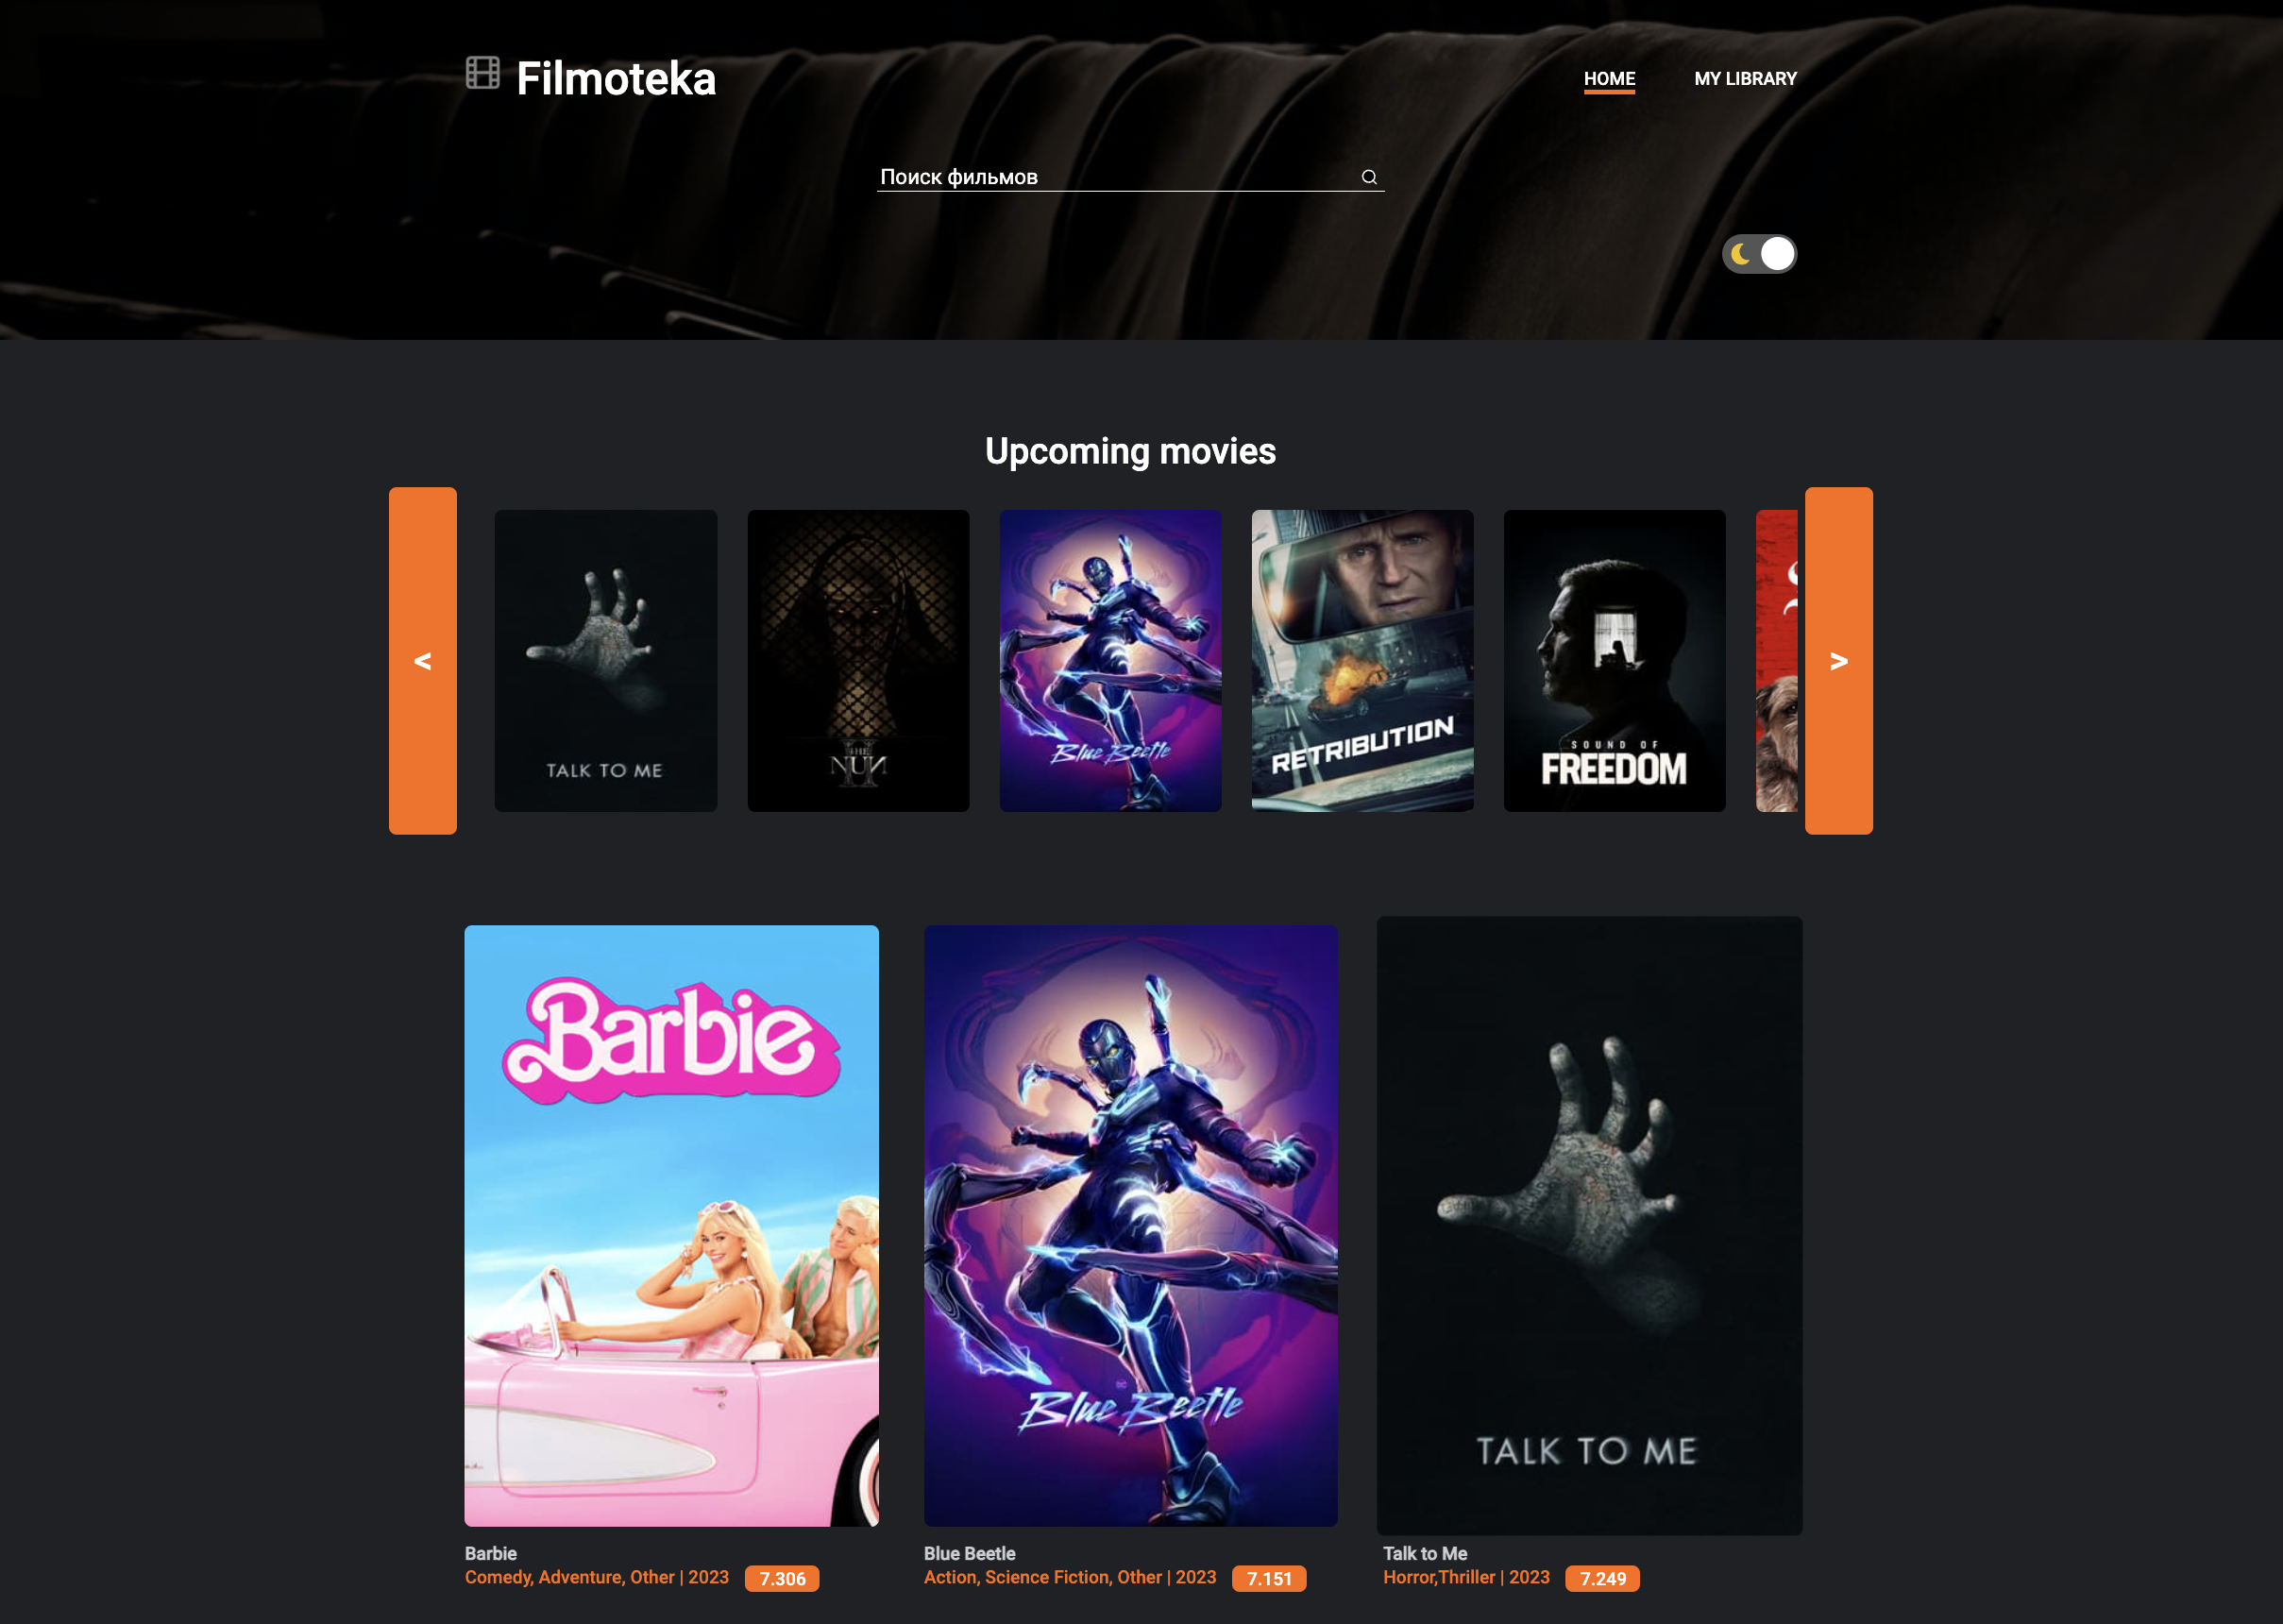 Filmoteka
HOME
MY LIBRARY
Поиск фильмов
Upcoming movies
<
TALK TO ME
THE
NUN
II
Blue Beetle
RETRIBUTION
SOUND OF
FREEDOM
>
Barbie
Blue Beetle
TALK TO ME
Barbie
Comedy, Adventure, Other | 2023
7.306
Blue Beetle
Action, Science Fiction, Other | 2023
7.151
Talk to Me
Horror,Thriller | 2023
7.249